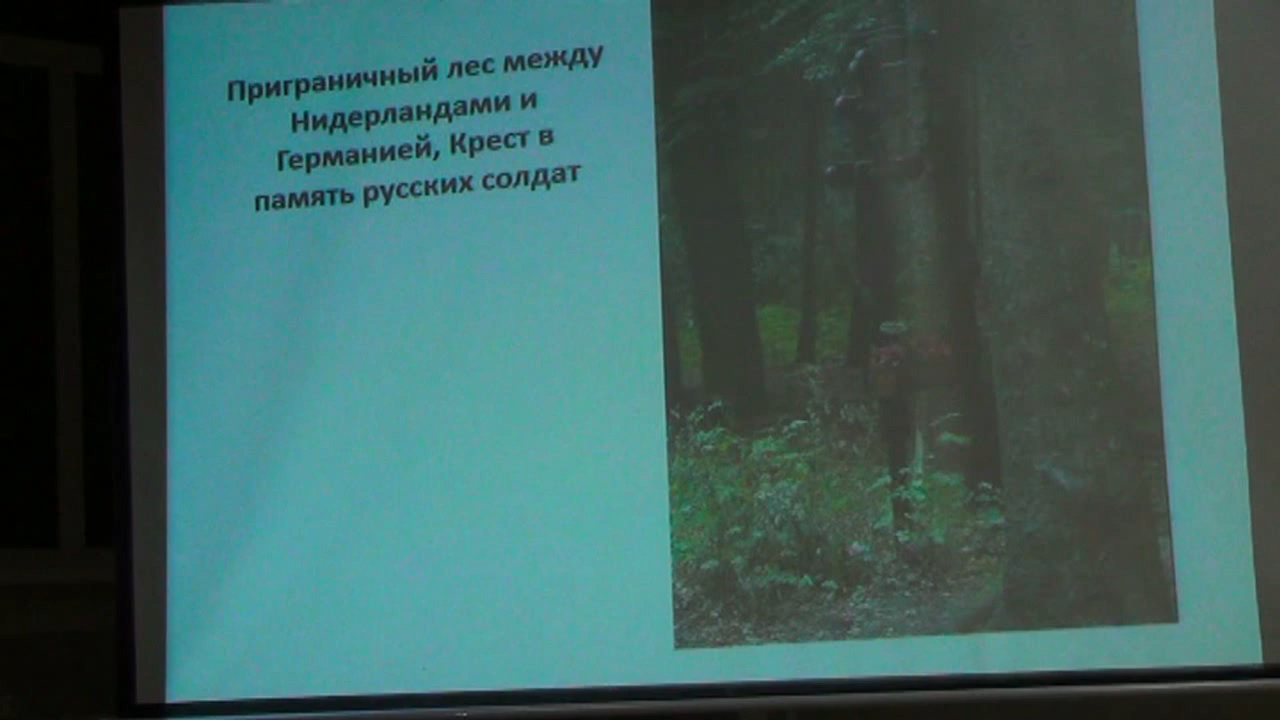 Приграничный лес между
Нидерландами и
Германией, Крест в
память русских солдат